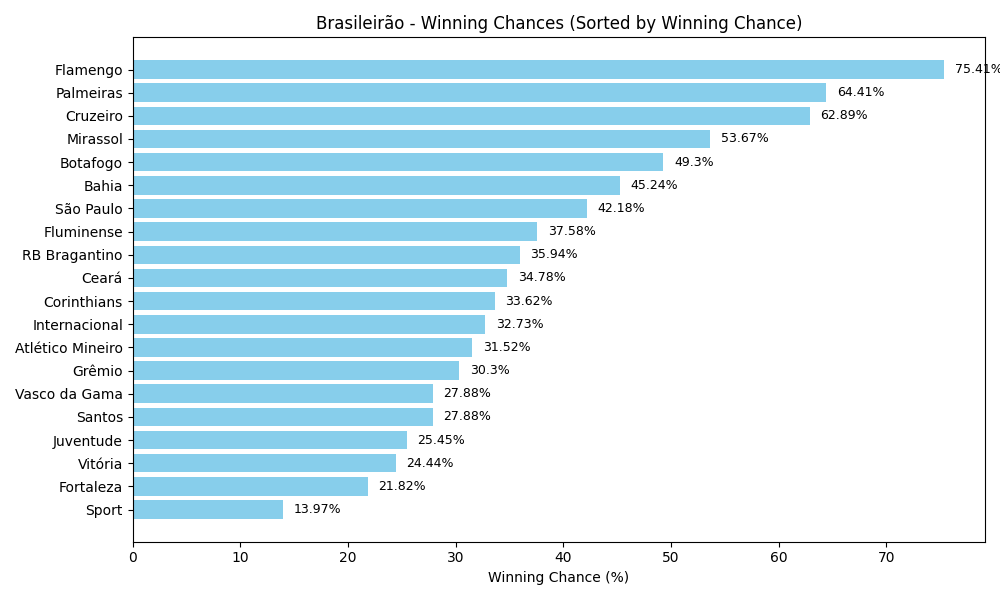 Brasileirão - Winning Chances (Sorted by Winning Chance)
Flamengo 75.41%
Palmeiras 64.41%
Cruzeiro 62.89%
Mirassol 53.67%
Botafogo 49.3%
Bahia 45.24%
São Paulo 42.18%
Fluminense 37.58%
RB Bragantino 35.94%
Ceará 34.78%
Corinthians 33.62%
Internacional 32.73%
Atlético Mineiro 31.52%
Grêmio 30.3%
Vasco da Gama 27.88%
Santos 27.88%
Juventude 25.45%
Vitória 24.44%
Fortaleza 21.82%
Sport 13.97%
0 10 20 30 40 50 60 70
Winning Chance (%)